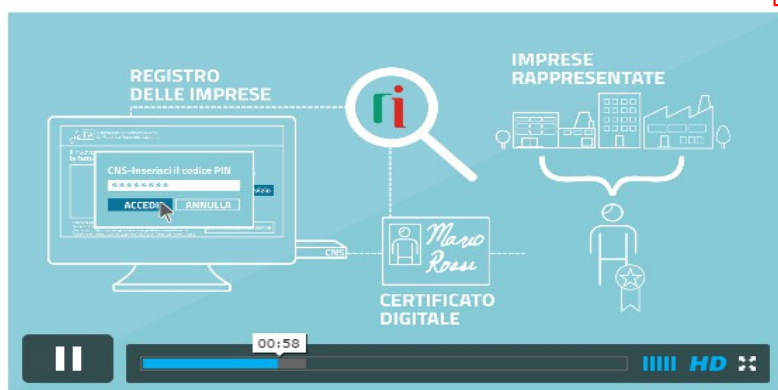 REGISTRO
DELLE IMPRESE
ri
IMPRESE
RAPPRESENTATE
CNS-Inserisci il codice PIN
********
ACCEDI
ANNULLA
CNS
Mario
Rossi
CERTIFICATO
DIGITALE
00:58
HD